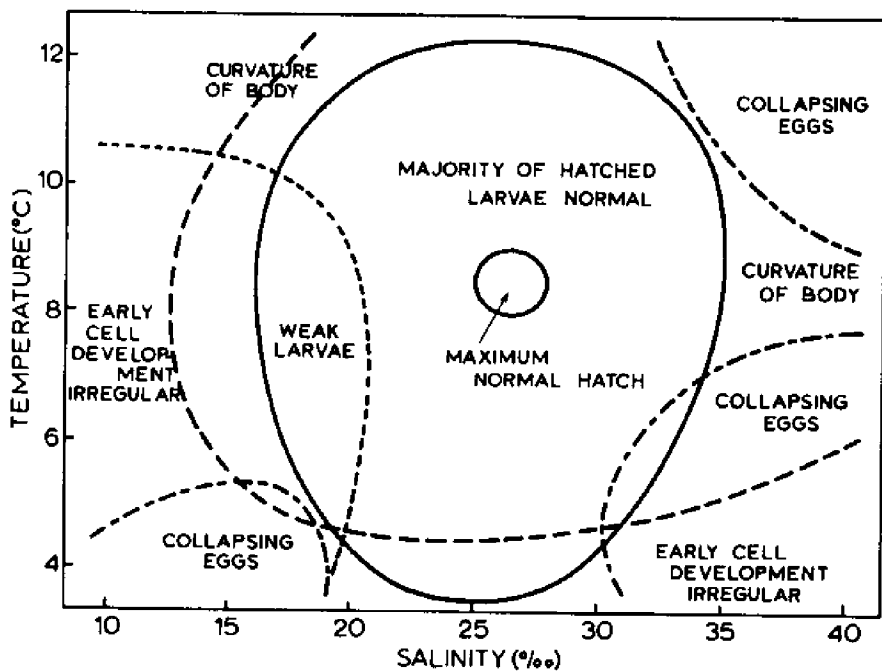 12
10
8
6
4
TEMPERATURE(°C)
CURVATURE
OF BODY
COLLAPSING
EGGS
MAJORITY OF HATCHED
LARVAE NORMAL
CURVATURE
OF BODY
EARLY
CELL
DEVELOP-
MENT
IRREGULAR
WEAK
LARVAE
MAXIMUM
NORMAL HATCH
COLLAPSING
EGGS
COLLAPSING
EGGS
EARLY CELL
DEVELOPMENT
IRREGULAR
10 15 20 25 30 35 40
SALINITY (‰)